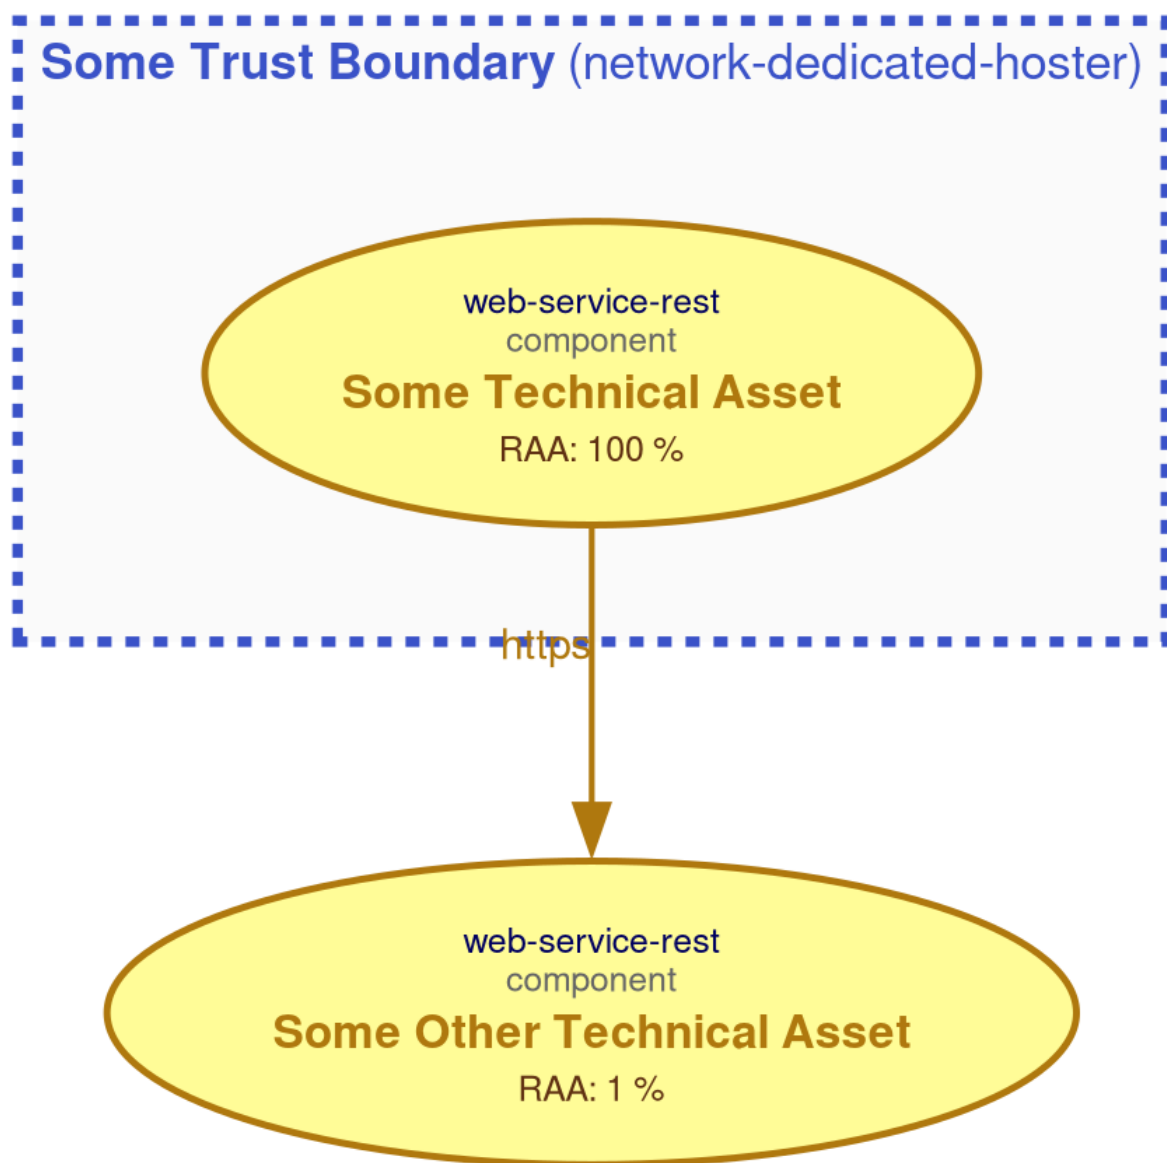 Some Trust Boundary (network-dedicated-hoster)
web-service-rest
component
Some Technical Asset
RAA: 100 %
https
web-service-rest
component
Some Other Technical Asset
RAA: 1 %